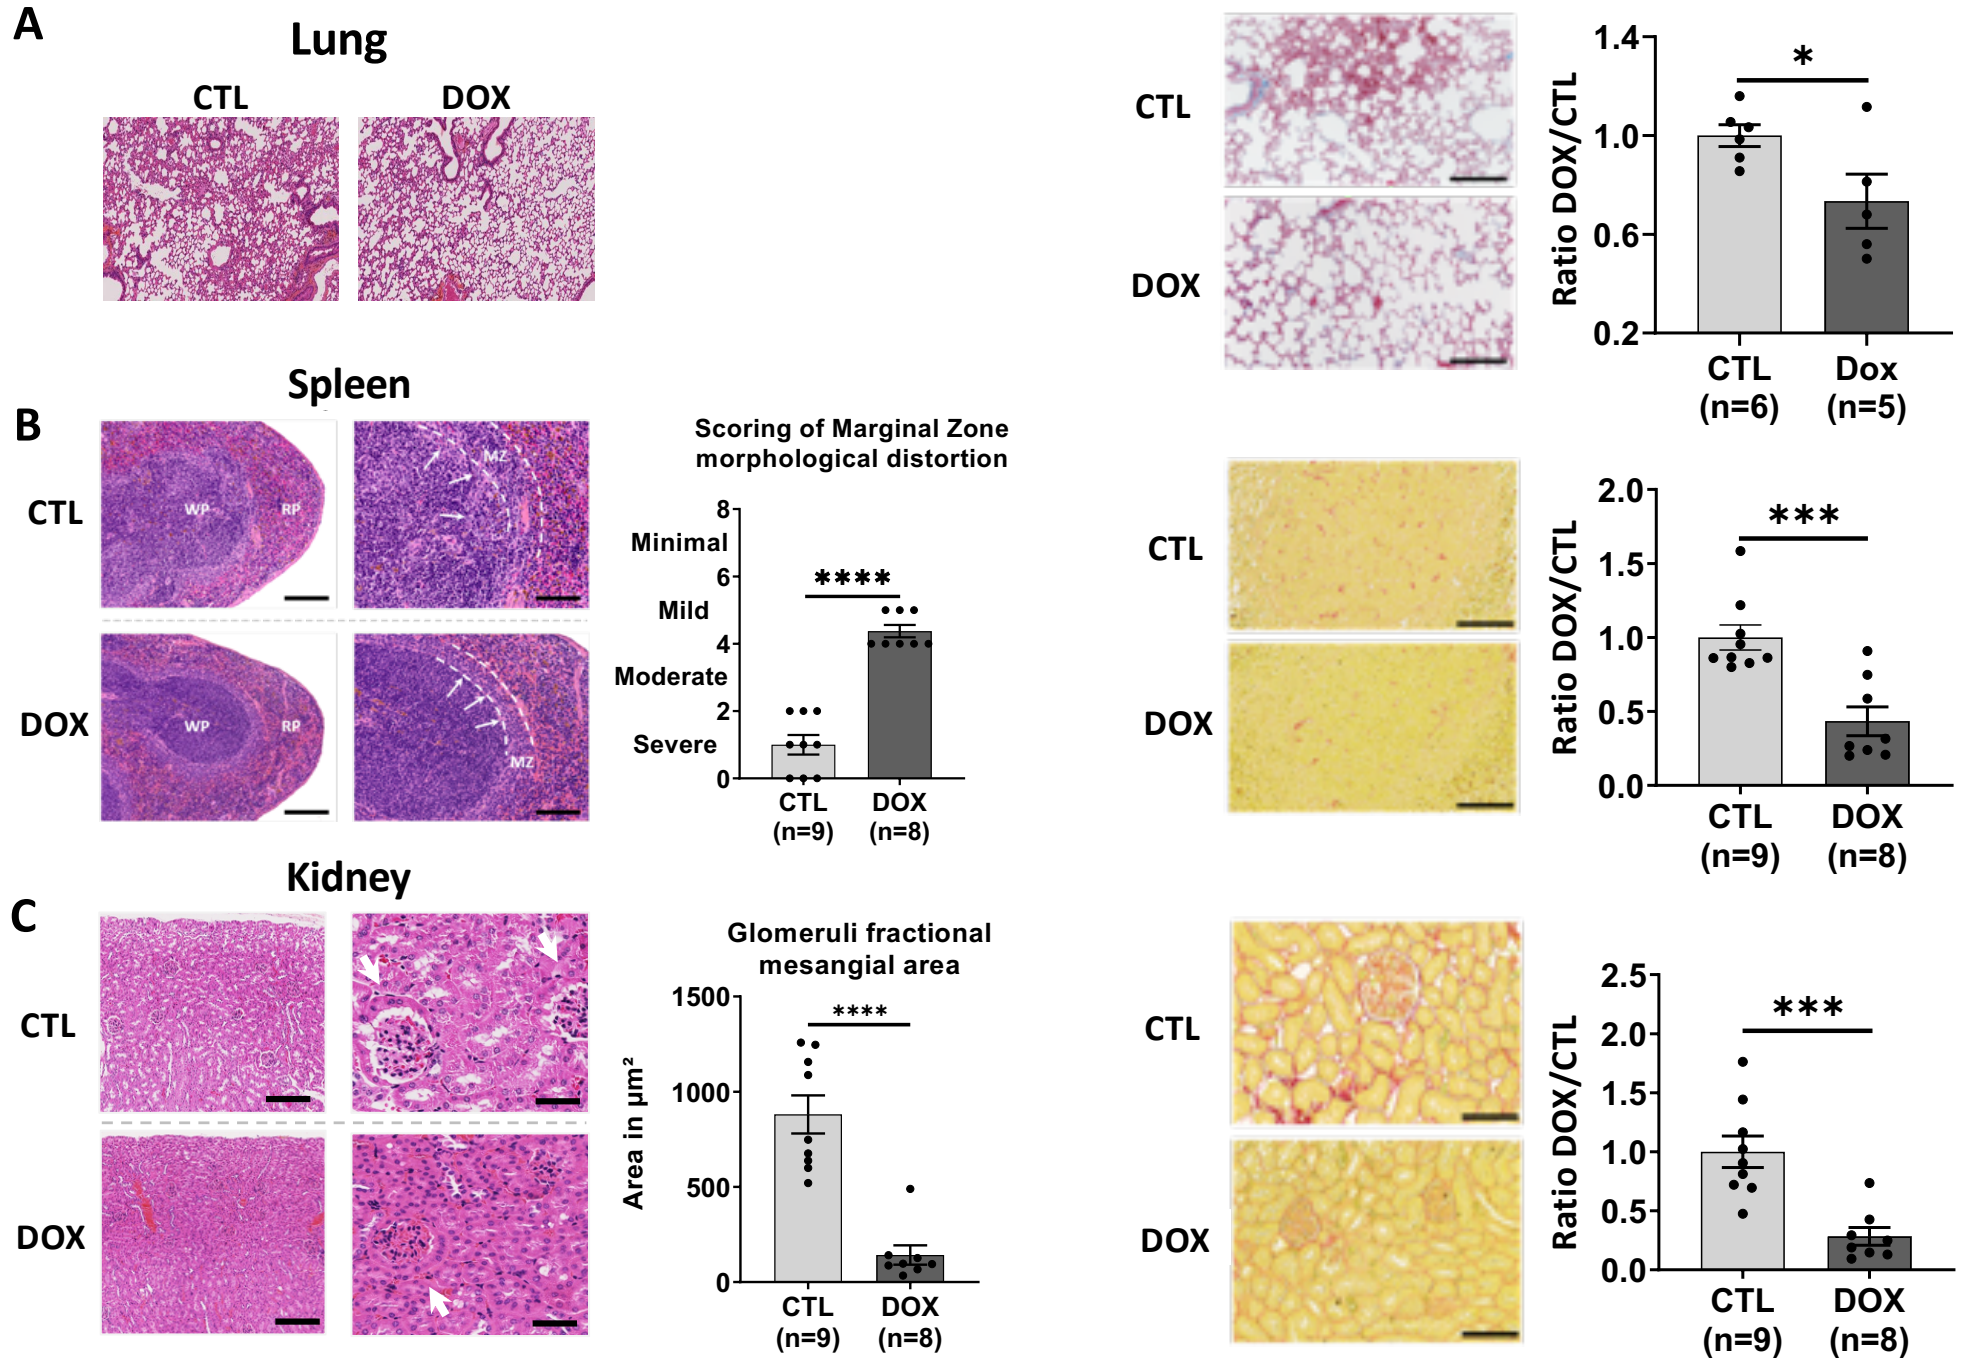 A
Lung
CTL
DOX
CTL
DOX
Ratio DOX/CTL
1.4
1.0
0.6
0.2
*
CTL
(n=6)
Dox
(n=5)
B
Spleen
CTL
WP
RP
MZ
DOX
WP
RP
MZ
Scoring of Marginal Zone
morphological distortion
8
Minimal
6
Mild
4
Moderate
2
Severe
0
****
CTL
(n=9)
DOX
(n=8)
CTL
DOX
Ratio DOX/CTL
2.0
1.5
1.0
0.5
0.0
***
CTL
(n=9)
DOX
(n=8)
C
Kidney
CTL
DOX
Glomeruli fractional
mesangial area
Area in µm²
1500
1000
500
0
****
CTL
(n=9)
DOX
(n=8)
CTL
DOX
Ratio DOX/CTL
2.5
2.0
1.5
1.0
0.5
0.0
***
CTL
(n=9)
DOX
(n=8)